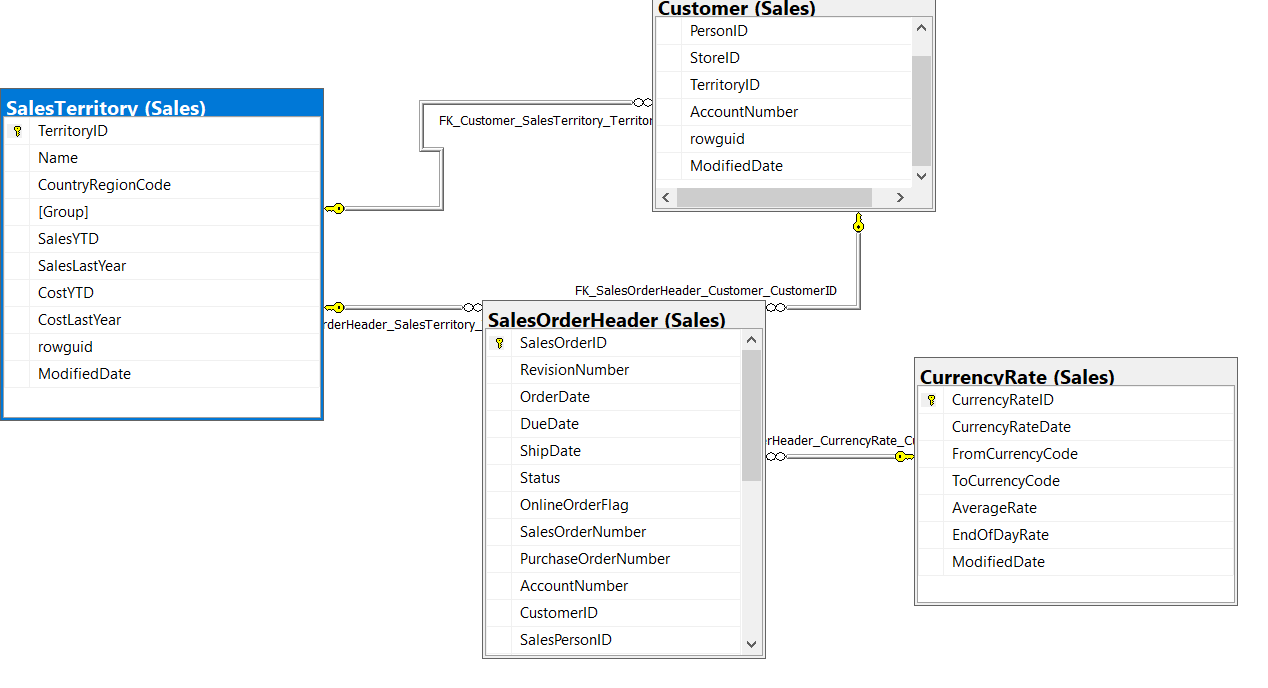 Customer (Sales)
PersonID
StoreID
TerritoryID
AccountNumber
rowguid
ModifiedDate
SalesTerritory (Sales)
TerritoryID
Name
CountryRegionCode
[Group]
SalesYTD
SalesLastYear
CostYTD
CostLastYear
rowguid
ModifiedDate
FK_Customer_SalesTerritory_Territor
FK_SalesOrderHeader_Customer_CustomerID
rderHeader_SalesTerritory_
SalesOrderHeader (Sales)
SalesOrderID
RevisionNumber
OrderDate
DueDate
ShipDate
Status
OnlineOrderFlag
SalesOrderNumber
PurchaseOrderNumber
AccountNumber
CustomerID
SalesPersonID
erHeader_CurrencyRate_Cu
CurrencyRate (Sales)
CurrencyRateID
CurrencyRateDate
FromCurrencyCode
ToCurrencyCode
AverageRate
EndOfDayRate
ModifiedDate